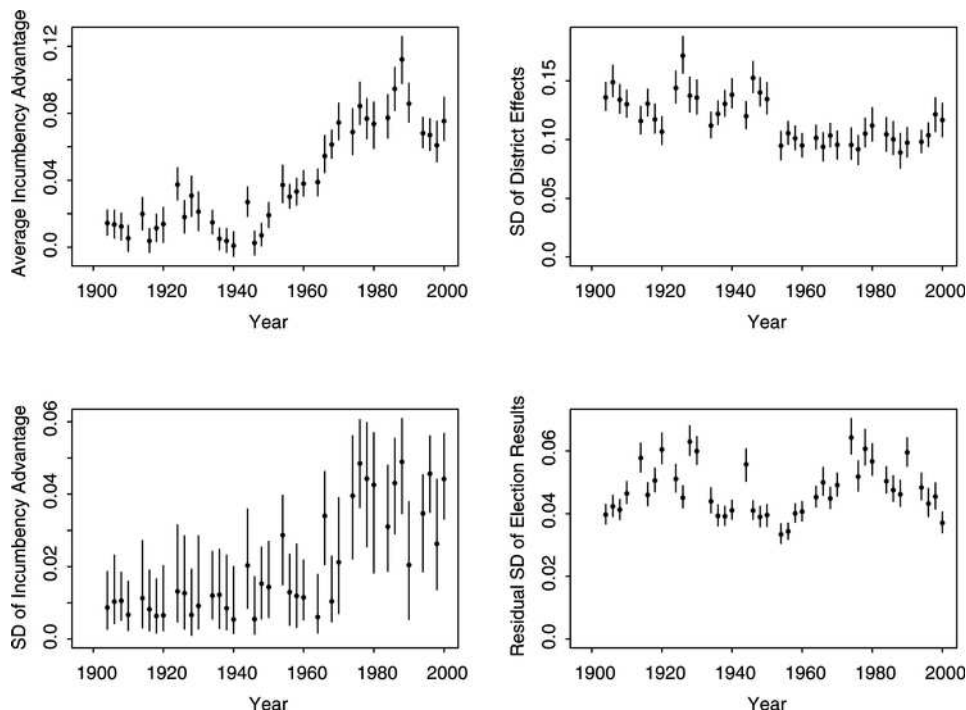 Average Incumbency Advantage
0.0 0.04 0.08 0.12
1900 1920 1940 1960 1980 2000
Year
SD of District Effects
0.0 0.05 0.10 0.15
1900 1920 1940 1960 1980 2000
Year
SD of Incumbency Advantage
0.0 0.02 0.04 0.06
1900 1920 1940 1960 1980 2000
Year
Residual SD of Election Results
0.0 0.02 0.04 0.06
1900 1920 1940 1960 1980 2000
Year